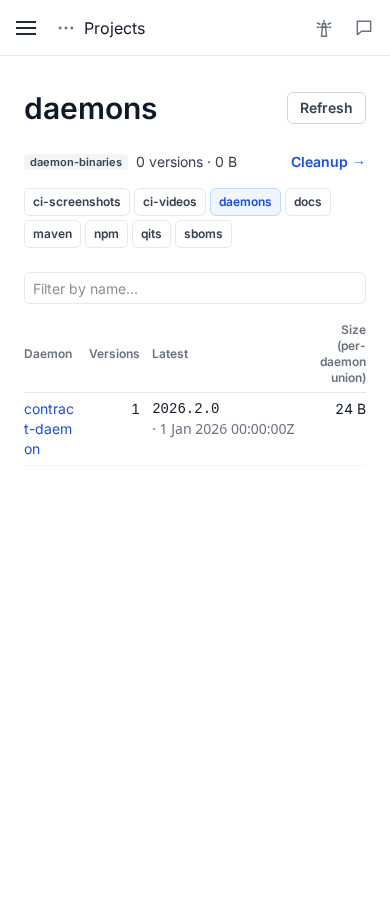 ··· Projects
daemons
Refresh
daemon-binaries 0 versions · 0 B Cleanup →
ci-screenshots ci-videos daemons docs
maven npm qits sboms
Filter by name...
Size
(per-
Daemon Versions Latest daemon
union)
contrac 1 2026.2.0 24 B
t-daem · 1 Jan 2026 00:00:00Z
on